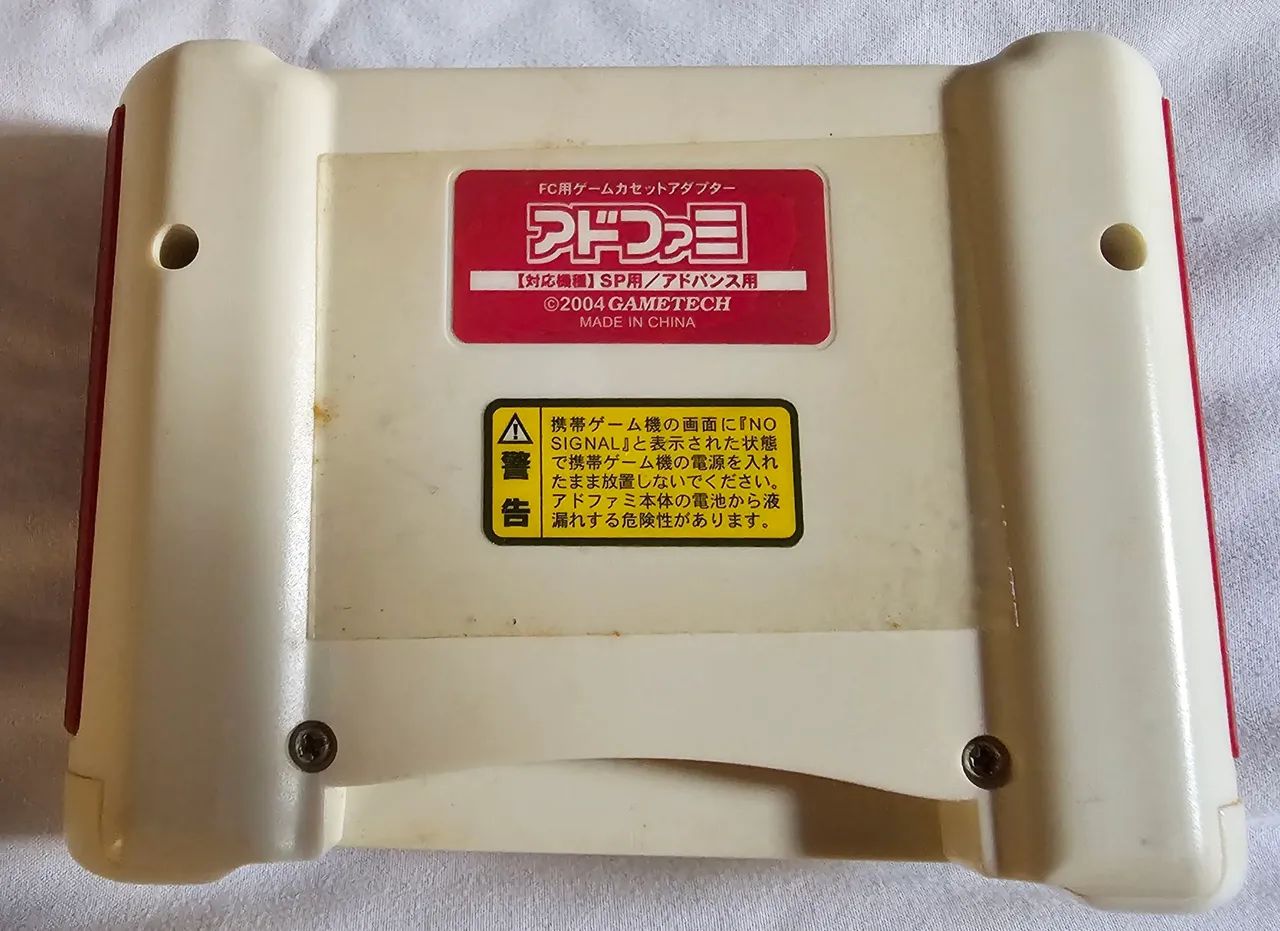 FC用ゲームカセットアダプター
アドファミ
【対応機種】SP用／アドバンス用
©2004 GAMETECH
MADE IN CHINA
警告
携帯ゲーム機の画面に『NO
SIGNAL』と表示された状態
で携帯ゲーム機の電源を入れ
たまま放置しないでください。
アドファミ本体の電池から液
漏れする危険性があります。